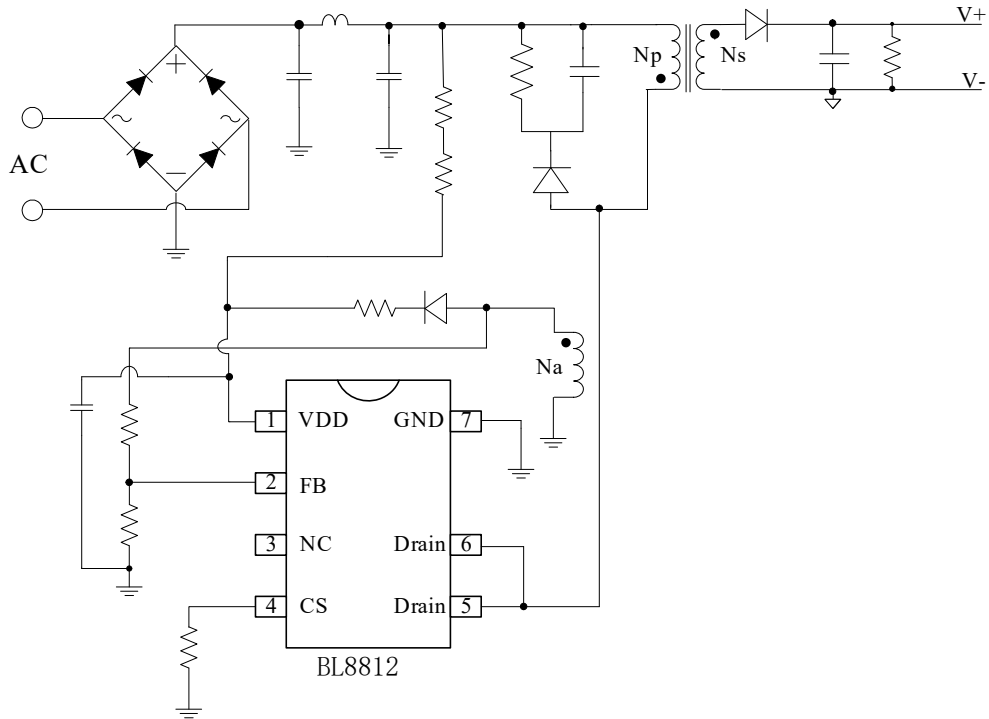 V+
Np
Ns
V-
AC
Na
1 VDD
GND 7
2 FB
3 NC
Drain 6
4 CS
Drain 5
BL8812